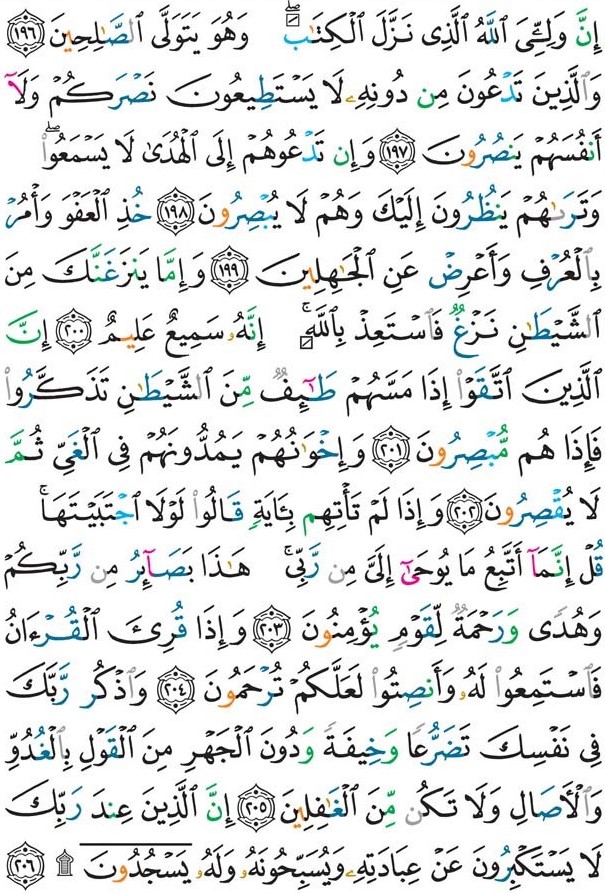 إِنَّ وَلِـِّۧيَ ٱللَّهُ ٱلَّذِى نَزَّلَ ٱلْكِتَـٰبَ ۖ وَهُوَ يَتَوَلَّى ٱلصَّـٰلِحِينَ ۝١٩٦
وَٱلَّذِينَ تَدْعُونَ مِن دُونِهِۦ لَا يَسْتَطِيعُونَ نَصْرَكُمْ وَلَآ
أَنفُسَهُمْ يَنصُرُونَ ۝١٩٧ وَإِن تَدْعُوهُمْ إِلَى ٱلْهُدَىٰ لَا يَسْمَعُوا۟ ۖ
وَتَرَىٰهُمْ يَنظُرُونَ إِلَيْكَ وَهُمْ لَا يُبْصِرُونَ ۝١٩٨ خُذِ ٱلْعَفْوَ وَأْمُرْ
بِٱلْعُرْفِ وَأَعْرِضْ عَنِ ٱلْجَـٰهِلِينَ ۝١٩٩ وَإِمَّا يَنزَغَنَّكَ مِنَ
ٱلشَّيْطَـٰنِ نَزْغٌ فَٱسْتَعِذْ بِٱللَّهِ ۚ إِنَّهُۥ سَمِيعٌ عَلِيمٌ ۝٢٠٠ إِنَّ
ٱلَّذِينَ ٱتَّقَوْا۟ إِذَا مَسَّهُمْ طَـٰٓئِفٌ مِّنَ ٱلشَّيْطَـٰنِ تَذَكَّرُوا۟
فَإِذَا هُم مُّبْصِرُونَ ۝٢٠١ وَإِخْوَٰنُهُمْ يَمُدُّونَهُمْ فِى ٱلْغَىِّ ثُمَّ
لَا يُقْصِرُونَ ۝٢٠٢ وَإِذَا لَمْ تَأْتِهِم بِـَٔايَةٍ قَالُوا۟ لَوْلَا ٱجْتَبَيْتَهَا ۚ
قُلْ إِنَّمَآ أَتَّبِعُ مَا يُوحَىٰٓ إِلَىَّ مِن رَّبِّى ۚ هَـٰذَا بَصَآئِرُ مِن رَّبِّكُمْ
وَهُدًى وَرَحْمَةٌ لِّقَوْمٍ يُؤْمِنُونَ ۝٢٠٣ وَإِذَا قُرِئَ ٱلْقُرْءَانُ
فَٱسْتَمِعُوا۟ لَهُۥ وَأَنصِتُوا۟ لَعَلَّكُمْ تُرْحَمُونَ ۝٢٠٤ وَٱذْكُر رَّبَّكَ
فِى نَفْسِكَ تَضَرُّعًا وَخِيفَةً وَدُونَ ٱلْجَهْرِ مِنَ ٱلْقَوْلِ بِٱلْغُدُوِّ
وَٱلْـَٔاصَالِ وَلَا تَكُن مِّنَ ٱلْغَـٰفِلِينَ ۝٢٠٥ إِنَّ ٱلَّذِينَ عِندَ رَبِّكَ
لَا يَسْتَكْبِرُونَ عَنْ عِبَادَتِهِۦ وَيُسَبِّحُونَهُۥ وَلَهُۥ يَسْجُدُونَ ۩ ۝٢٠٦